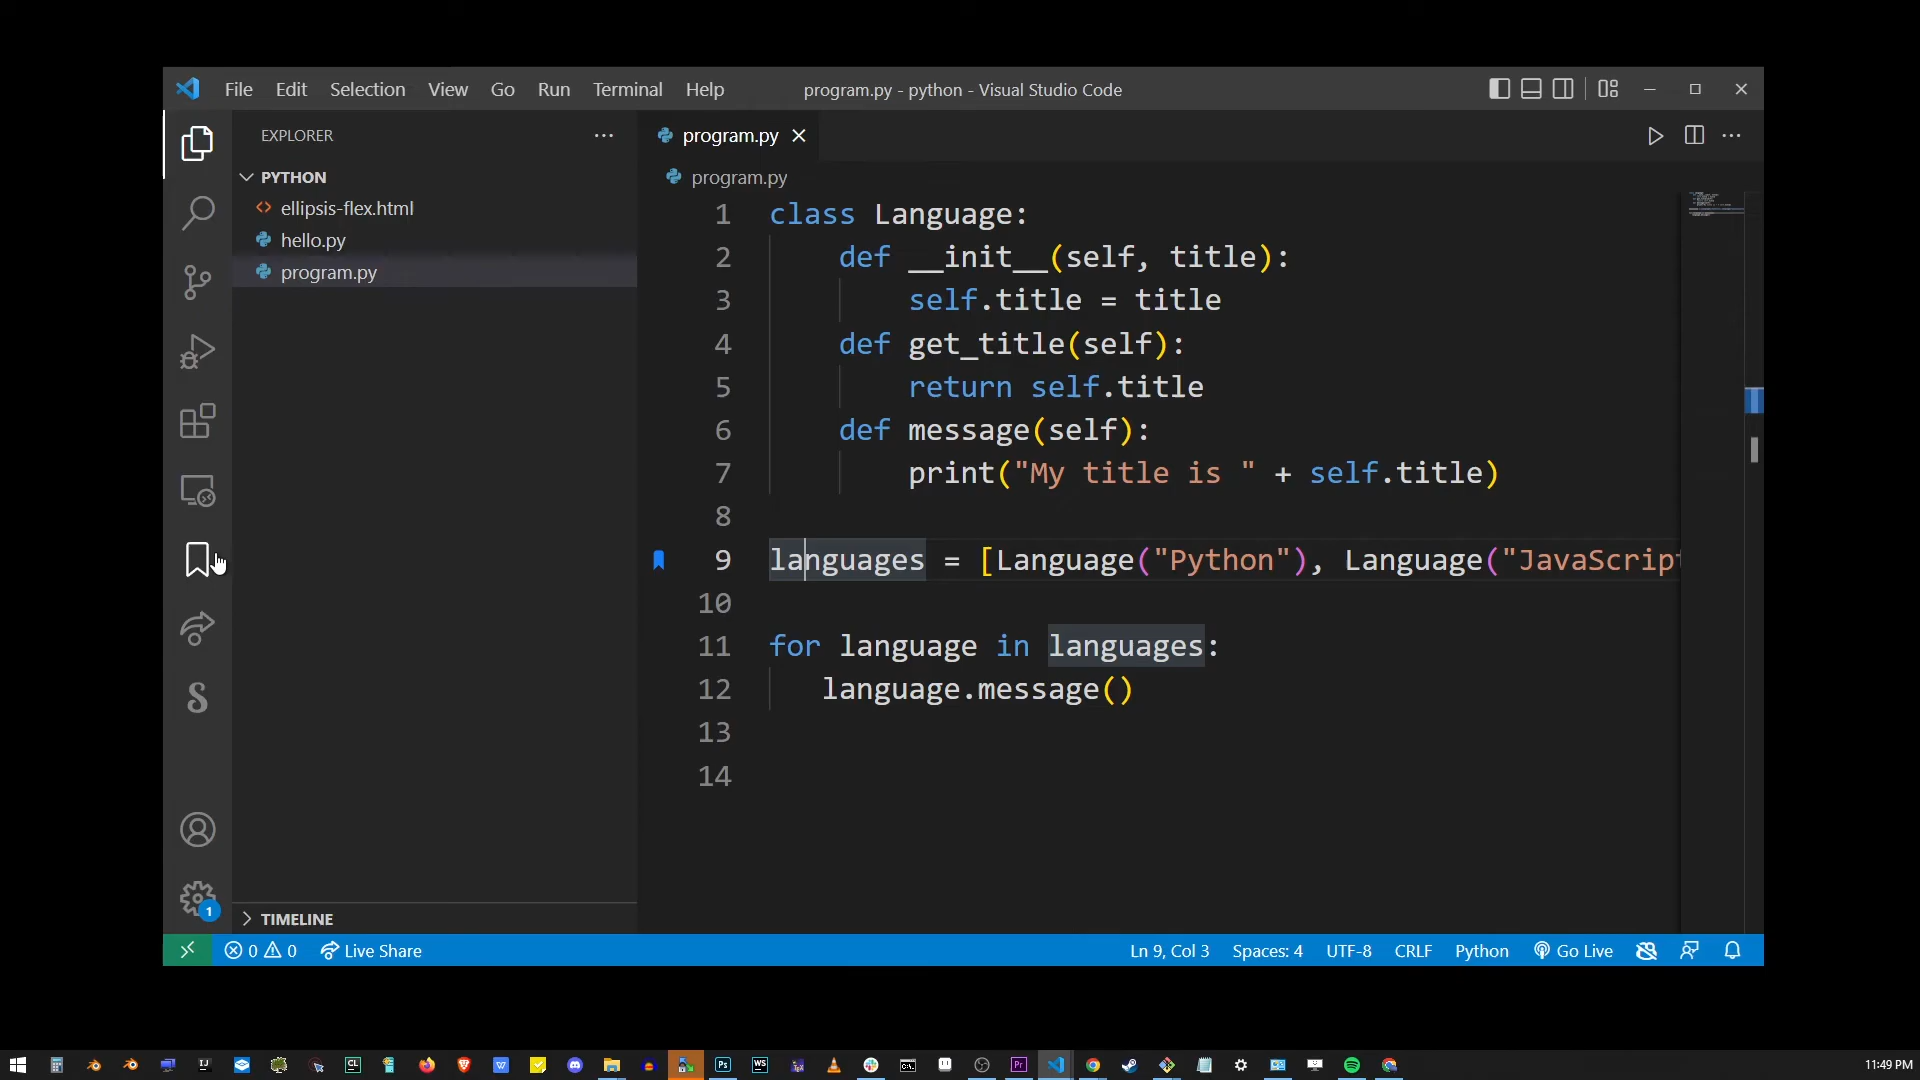 File Edit Selection View Go Run Terminal Help program.py - python - Visual Studio Code
EXPLORER
PYTHON
ellipsis-flex.html
hello.py
program.py
TIMELINE
program.py
program.py
1 class Language:
2 def __init__(self, title):
3 self.title = title
4 def get_title(self):
5 return self.title
6 def message(self):
7 print("My title is " + self.title)
8
9 languages = [Language("Python"), Language("JavaScript
10
11 for language in languages:
12 language.message()
13
14
1
0 0 Live Share Ln 9, Col 3 Spaces: 4 UTF-8 CRLF Python Go Live
11:49 PM